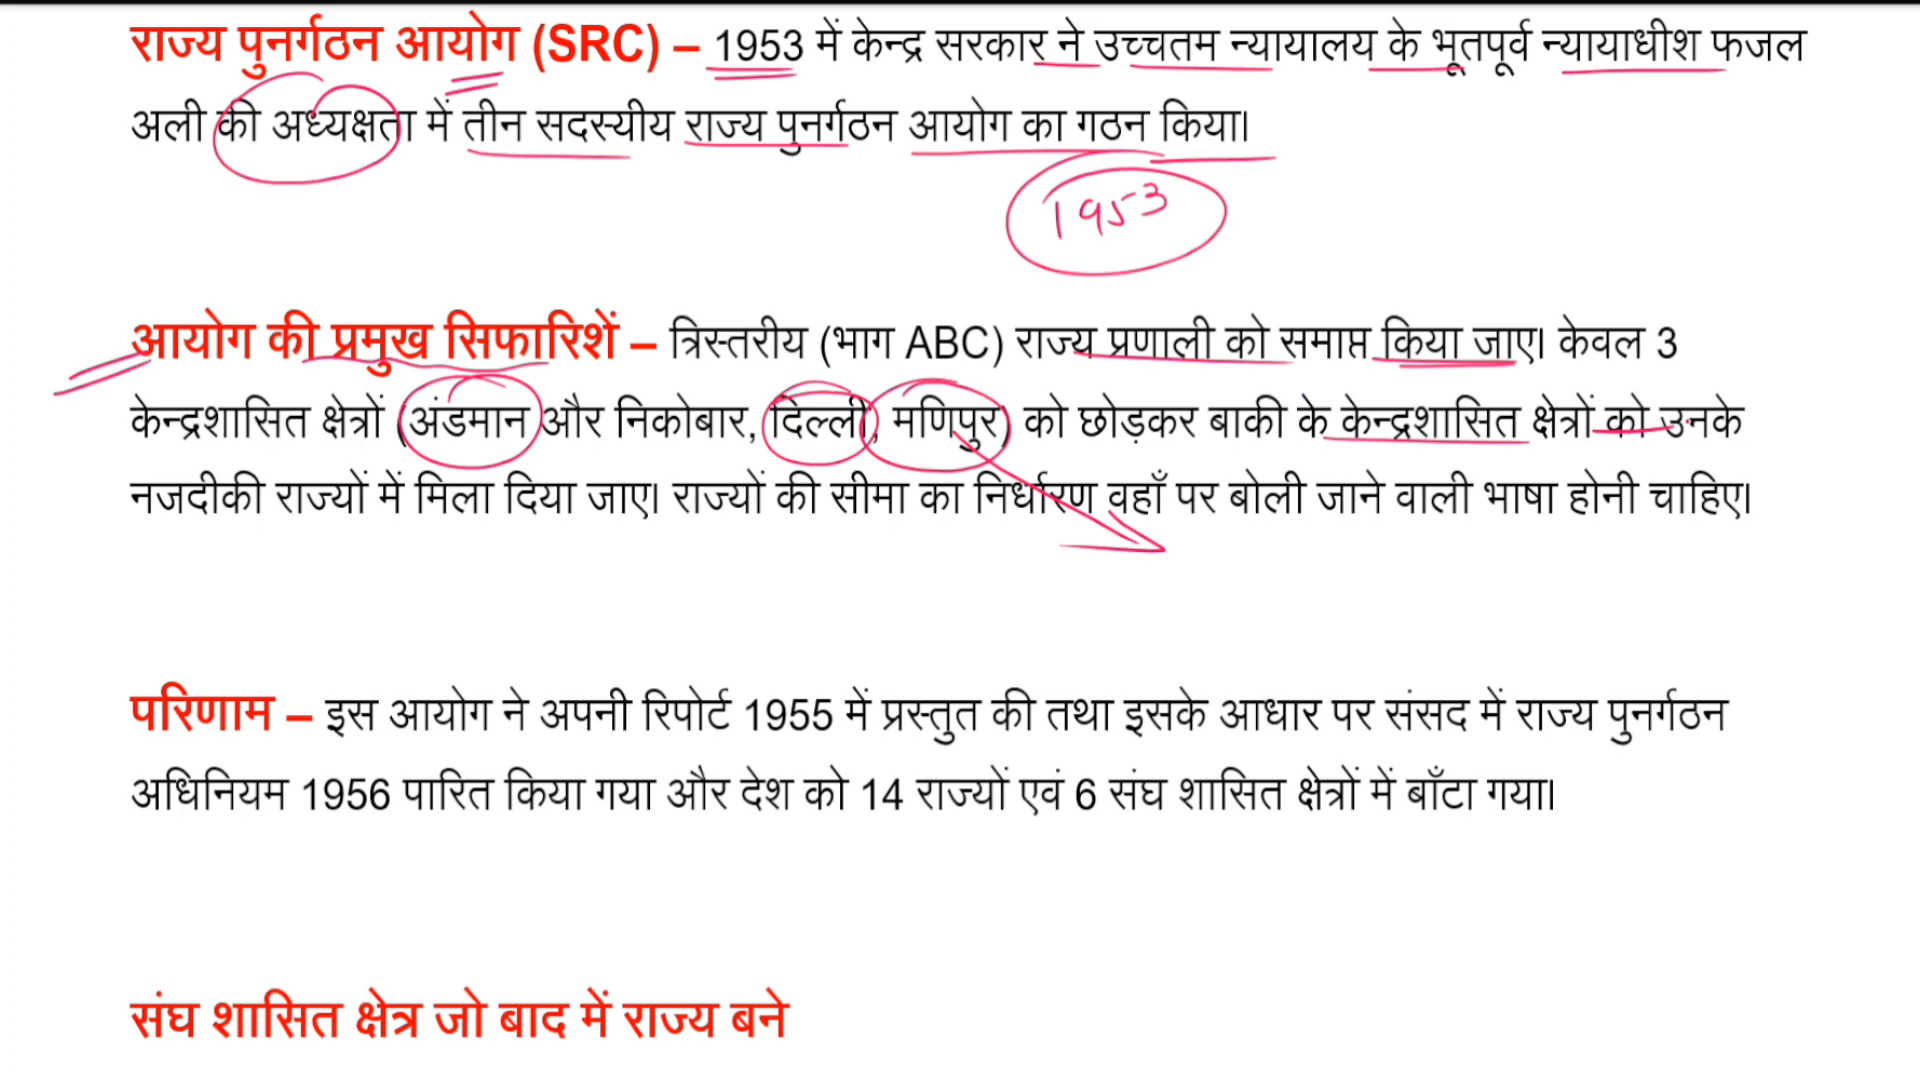 राज्य पुनर्गठन आयोग (SRC) – 1953 में केन्द्र सरकार ने उच्चतम न्यायालय के भूतपूर्व न्यायाधीश फजल
अली की अध्यक्षता में तीन सदस्यीय राज्य पुनर्गठन आयोग का गठन किया।
1953
आयोग की प्रमुख सिफारिशें – त्रिस्तरीय (भाग ABC) राज्य प्रणाली को समाप्त किया जाए। केवल 3
केन्द्रशासित क्षेत्रों (अंडमान और निकोबार, दिल्ली, मणिपुर) को छोड़कर बाकी के केन्द्रशासित क्षेत्रों को उनके
नजदीकी राज्यों में मिला दिया जाए। राज्यों की सीमा का निर्धारण वहाँ पर बोली जाने वाली भाषा होनी चाहिए।
परिणाम – इस आयोग ने अपनी रिपोर्ट 1955 में प्रस्तुत की तथा इसके आधार पर संसद में राज्य पुनर्गठन
अधिनियम 1956 पारित किया गया और देश को 14 राज्यों एवं 6 संघ शासित क्षेत्रों में बाँटा गया।
संघ शासित क्षेत्र जो बाद में राज्य बने